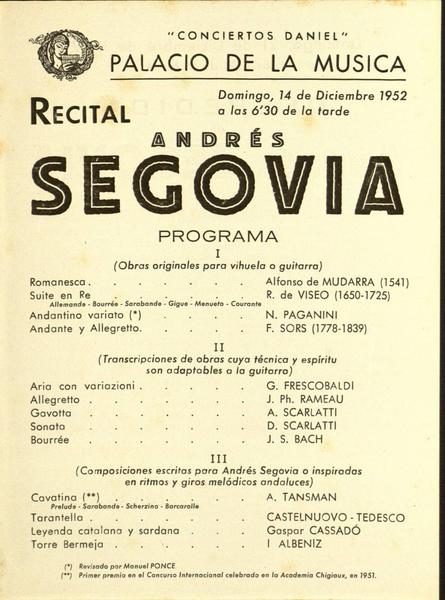 "CONCIERTOS DANIEL"
PALACIO DE LA MUSICA
Domingo, 14 de Diciembre 1952
a las 6'30 de la tarde
RECITAL
ANDRÉS
SEGOVIA
PROGRAMA
I
(Obras originales para vihuela o guitarra)
Romanesca . . . . . . . Alfonso de MUDARRA (1541)
Suite en Re . . . . . . R. de VISEO (1650-1725)
Allemande - Bourrée - Sarabande - Gigue - Menueto - Courante
Andantino variato (*) . . . . N. PAGANINI
Andante y Allegretto. . . . . F. SORS (1778-1839)
II
(Transcripciones de obras cuya técnica y espíritu
son adaptables a la guitarra)
Aria con variazioni . . . . . G. FRESCOBALDI
Allegretto . . . . . . . J. Ph. RAMEAU
Gavotta . . . . . . . A. SCARLATTI
Sonata . . . . . . . D. SCARLATTI
Bourrée . . . . . . . J. S. BACH
III
(Composiciones escritas para Andrés Segovia o inspiradas
en ritmos y giros melódicos andaluces)
Cavatina (**) . . . . . . A. TANSMAN
Prelude - Sarabande - Scherzino - Barcarolle
Tarantella . . . . . . . CASTELNUOVO - TEDESCO
Leyenda catalana y sardana . . . Gaspar CASSADÓ
Torre Bermeja . . . . . . I ALBENIZ
(*) Revisado por Manuel PONCE.
(**) Primer premio en el Concurso Internacional celebrado en la Academia Chigiaux, en 1951.